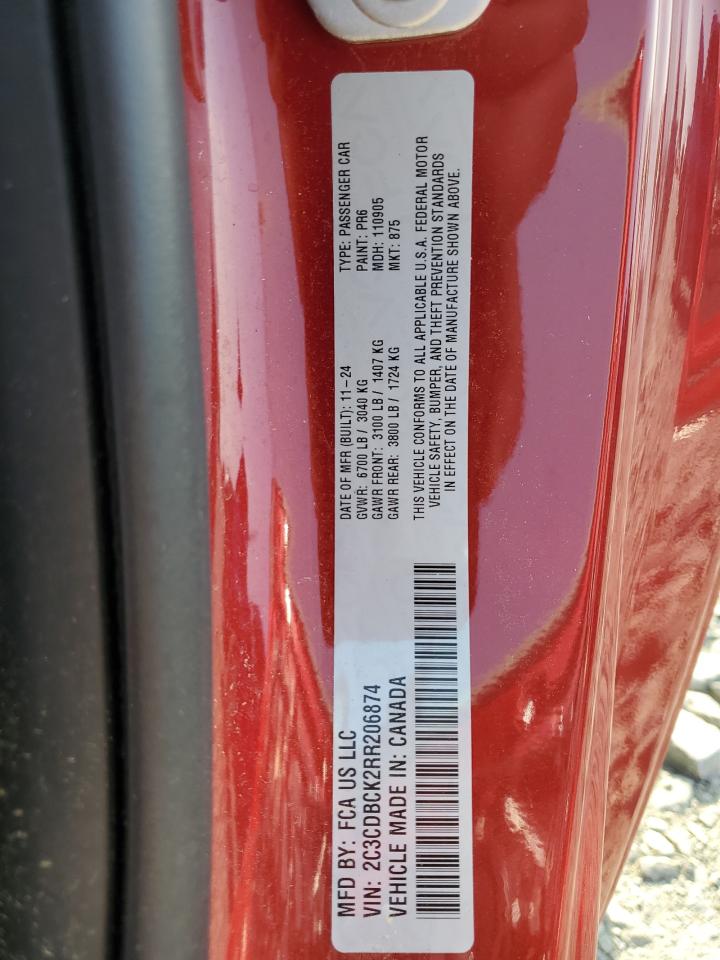 MFD BY: FCA US LLC
VIN: 2C3CDBCK2RR206874
VEHICLE MADE IN: CANADA
DATE OF MFR (BUILT): 11-24
GVWR: 6700 LB / 3040 KG
GAWR FRONT: 3100 LB / 1407 KG
GAWR REAR: 3800 LB / 1724 KG
TYPE: PASSENGER CAR
PAINT: PR6
MDH: 110905
MKT: 875
THIS VEHICLE CONFORMS TO ALL APPLICABLE U.S.A. FEDERAL MOTOR
VEHICLE SAFETY, BUMPER, AND THEFT PREVENTION STANDARDS
IN EFFECT ON THE DATE OF MANUFACTURE SHOWN ABOVE.